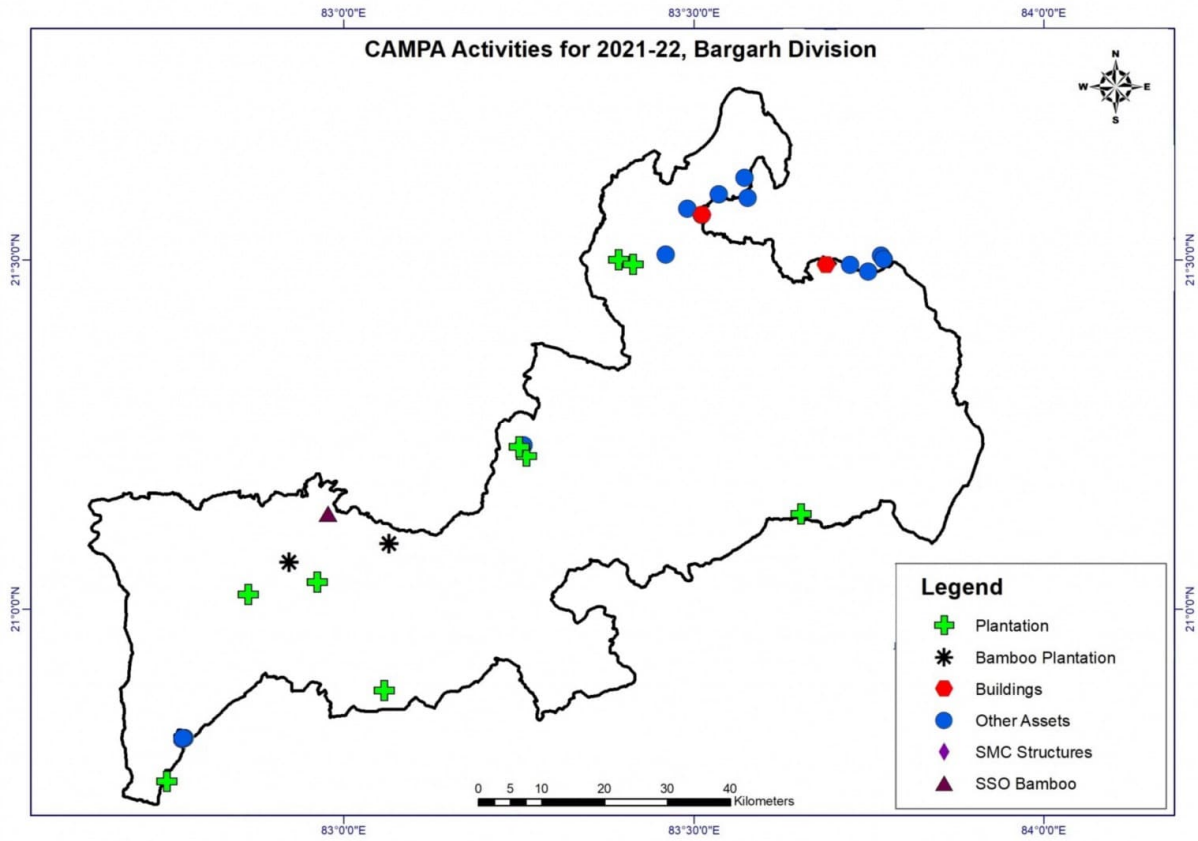 83°0'0"E 83°30'0"E 84°0'0"E
CAMPA Activities for 2021-22, Bargarh Division
N
W E
S
21°30'0"N 21°30'0"N
21°0'0"N 21°0'0"N
Legend
Plantation
Bamboo Plantation
Buildings
Other Assets
SMC Structures
SSO Bamboo
0 5 10 20 30 40
Kilometers
83°0'0"E 83°30'0"E 84°0'0"E